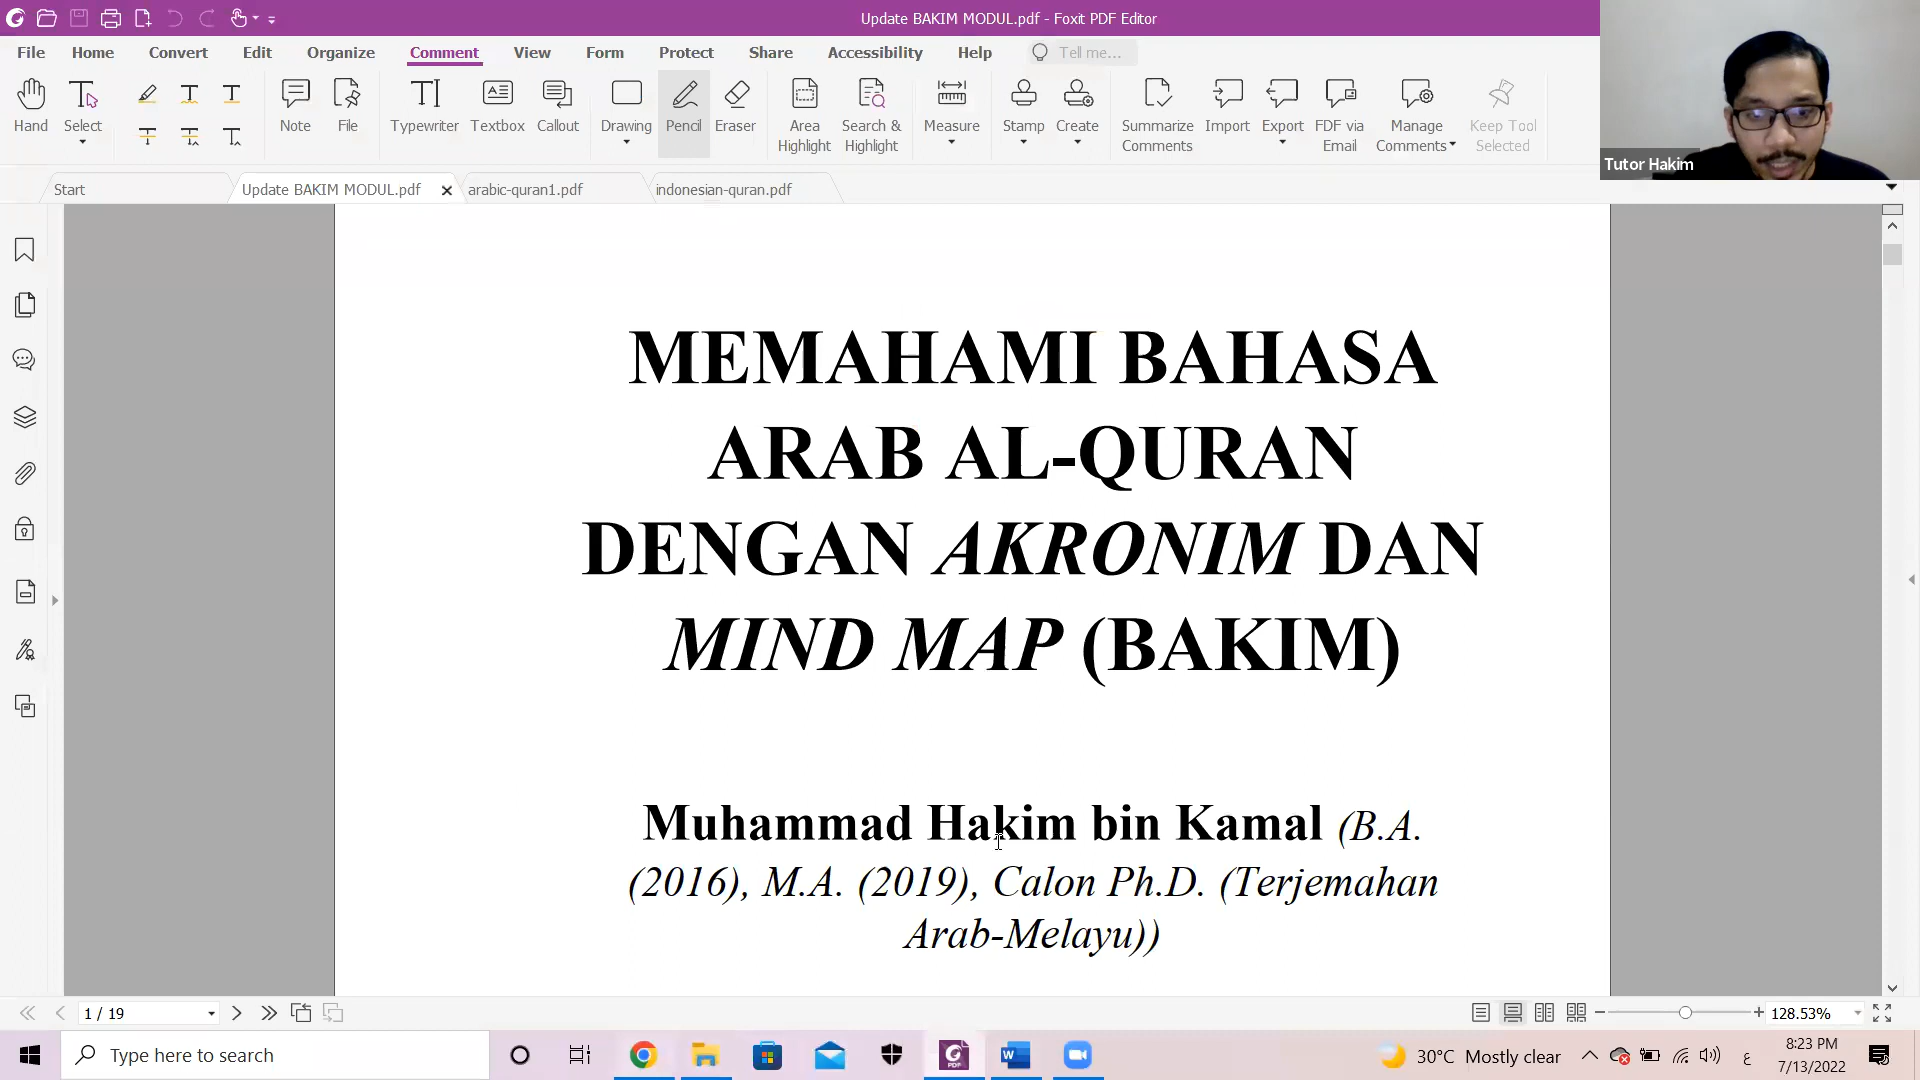 Update BAKIM MODUL.pdf - Foxit PDF Editor
File Home Convert Edit Organize Comment View Form Protect Share Accessibility Help Tell me...
Hand Select Note File Typewriter Textbox Callout Drawing Pencil Eraser Area Highlight Search & Highlight Measure Stamp Create Summarize Comments Import Export FDF via Email Manage Comments Keep Tool Selected
Tutor Hakim
Start Update BAKIM MODUL.pdf arabic-quran1.pdf indonesian-quran.pdf
MEMAHAMI BAHASA
ARAB AL-QURAN
DENGAN AKRONIM DAN
MIND MAP (BAKIM)
Muhammad Hakim bin Kamal (B.A.
(2016), M.A. (2019), Calon Ph.D. (Terjemahan
Arab-Melayu))
1 / 19 128.53%
Type here to search 30°C Mostly clear ع 8:23 PM
7/13/2022